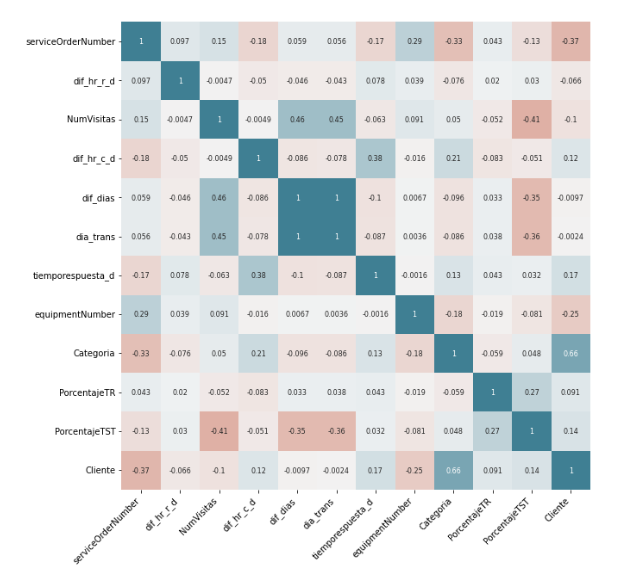 serviceOrderNumber 1 0.097 0.15 -0.18 0.059 0.056 -0.17 0.29 -0.33 0.043 -0.13 -0.37
dif_hr_r_d 0.097 1 -0.0047 -0.05 -0.046 -0.043 0.078 0.039 -0.076 0.02 0.03 -0.066
NumVisitas 0.15 -0.0047 1 -0.0049 0.46 0.45 -0.063 0.091 0.05 -0.052 -0.41 -0.1
dif_hr_c_d -0.18 -0.05 -0.0049 1 -0.086 -0.078 0.38 -0.016 0.21 -0.083 -0.051 0.12
dif_dias 0.059 -0.046 0.46 -0.086 1 1 -0.1 0.0067 -0.096 0.033 -0.35 -0.0097
dia_trans 0.056 -0.043 0.45 -0.078 1 1 -0.087 0.0036 -0.086 0.038 -0.36 -0.0024
tiemporespuesta_d -0.17 0.078 -0.063 0.38 -0.1 -0.087 1 -0.0016 0.13 0.043 0.032 0.17
equipmentNumber 0.29 0.039 0.091 -0.016 0.0067 0.0036 -0.0016 1 -0.18 -0.019 -0.081 -0.25
Categoria -0.33 -0.076 0.05 0.21 -0.096 -0.086 0.13 -0.18 1 -0.059 0.048 0.66
PorcentajeTR 0.043 0.02 -0.052 -0.083 0.033 0.038 0.043 -0.019 -0.059 1 0.27 0.091
PorcentajeTST -0.13 0.03 -0.41 -0.051 -0.35 -0.36 0.032 -0.081 0.048 0.27 1 0.14
Cliente -0.37 -0.066 -0.1 0.12 -0.0097 -0.0024 0.17 -0.25 0.66 0.091 0.14 1
serviceOrderNumber dif_hr_r_d NumVisitas dif_hr_c_d dif_dias dia_trans tiemporespuesta_d equipmentNumber Categoria PorcentajeTR PorcentajeTST Cliente